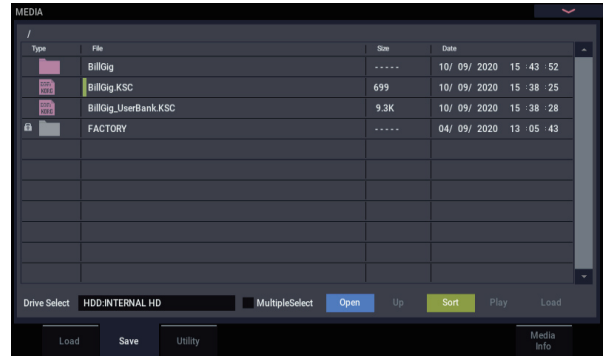 MEDIA
/
Type File Size Date
BillGig ----- 10/ 09/ 2020 15 :43 :52
BillGig.KSC 699 10/ 09/ 2020 15 :38 :25
BillGig_UserBank.KSC 9.3K 10/ 09/ 2020 15 :38 :28
FACTORY ----- 04/ 09/ 2020 13 :05 :43
Drive Select HDD:INTERNAL HD MultipleSelect Open Up Sort Play Load
Load Save Utility Media
Info